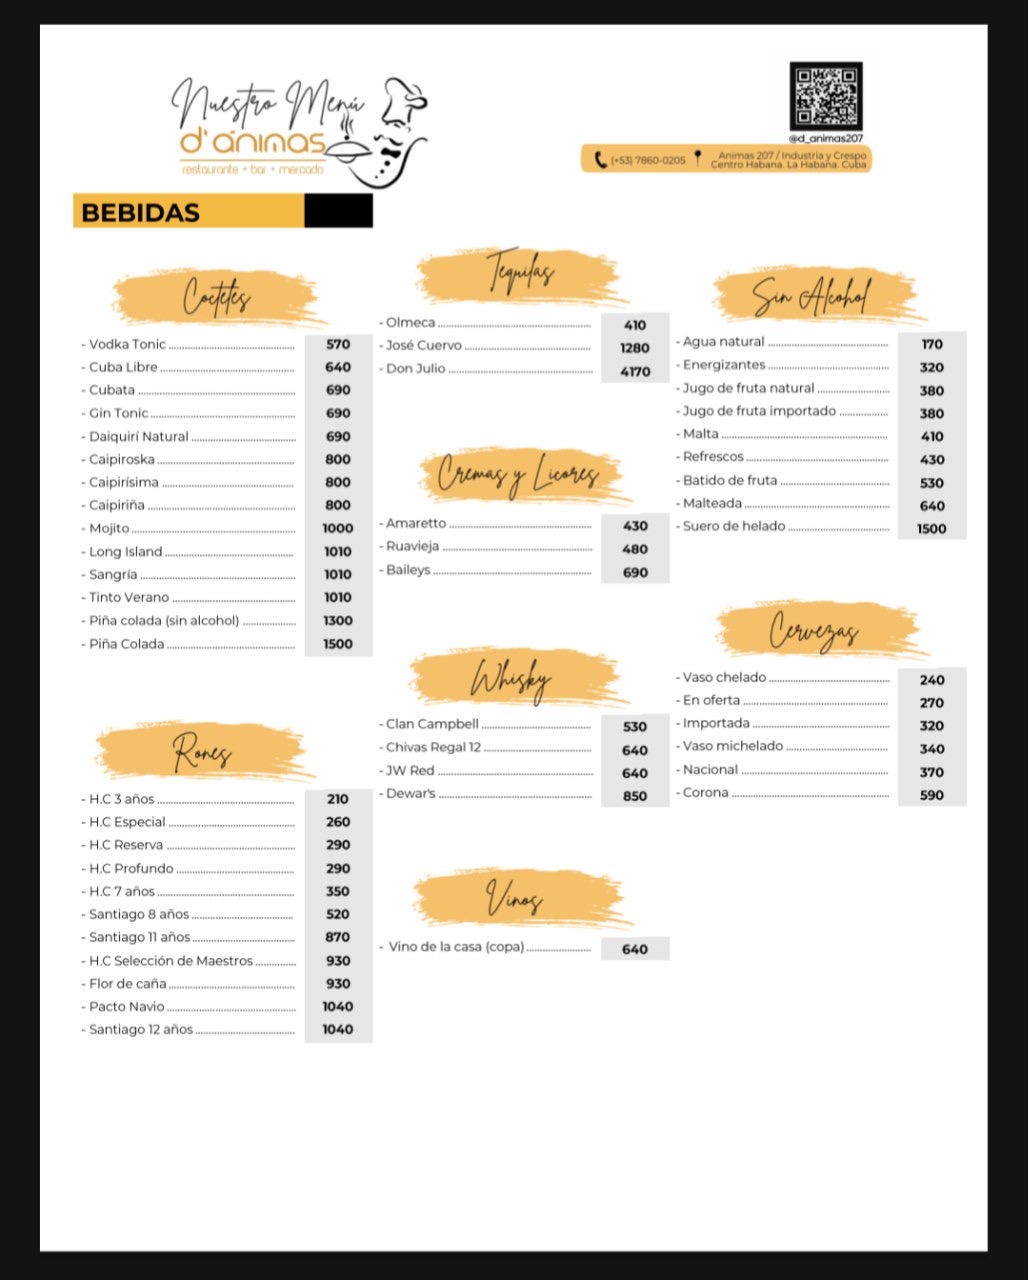 Nuestro Menú
d'ánimas
restaurante • bar • mercado
@d_animas207
(+53) 7860-0205
Animas 207 / Industria y Crespo
Centro Habana. La Habana. Cuba
BEBIDAS
Cocteles
- Vodka Tonic 570
- Cuba Libre 640
- Cubata 690
- Gin Tonic 690
- Daiquirí Natural 690
- Caipiroska 800
- Caipirísima 800
- Caipiriña 800
- Mojito 1000
- Long Island 1010
- Sangría 1010
- Tinto Verano 1010
- Piña colada (sin alcohol) 1300
- Piña Colada 1500
Rones
- H.C 3 años 210
- H.C Especial 260
- H.C Reserva 290
- H.C Profundo 290
- H.C 7 años 350
- Santiago 8 años 520
- Santiago 11 años 870
- H.C Selección de Maestros 930
- Flor de caña 930
- Pacto Navio 1040
- Santiago 12 años 1040
Tequilas
- Olmeca 410
- José Cuervo 1280
- Don Julio 4170
Cremas y Licores
- Amaretto 430
- Ruavieja 480
- Baileys 690
Whisky
- Clan Campbell 530
- Chivas Regal 12 640
- JW Red 640
- Dewar's 850
Vinos
- Vino de la casa (copa) 640
Sin Alcohol
- Agua natural 170
- Energizantes 320
- Jugo de fruta natural 380
- Jugo de fruta importado 380
- Malta 410
- Refrescos 430
- Batido de fruta 530
- Malteada 640
- Suero de helado 1500
Cervezas
- Vaso chelado 240
- En oferta 270
- Importada 320
- Vaso michelado 340
- Nacional 370
- Corona 590